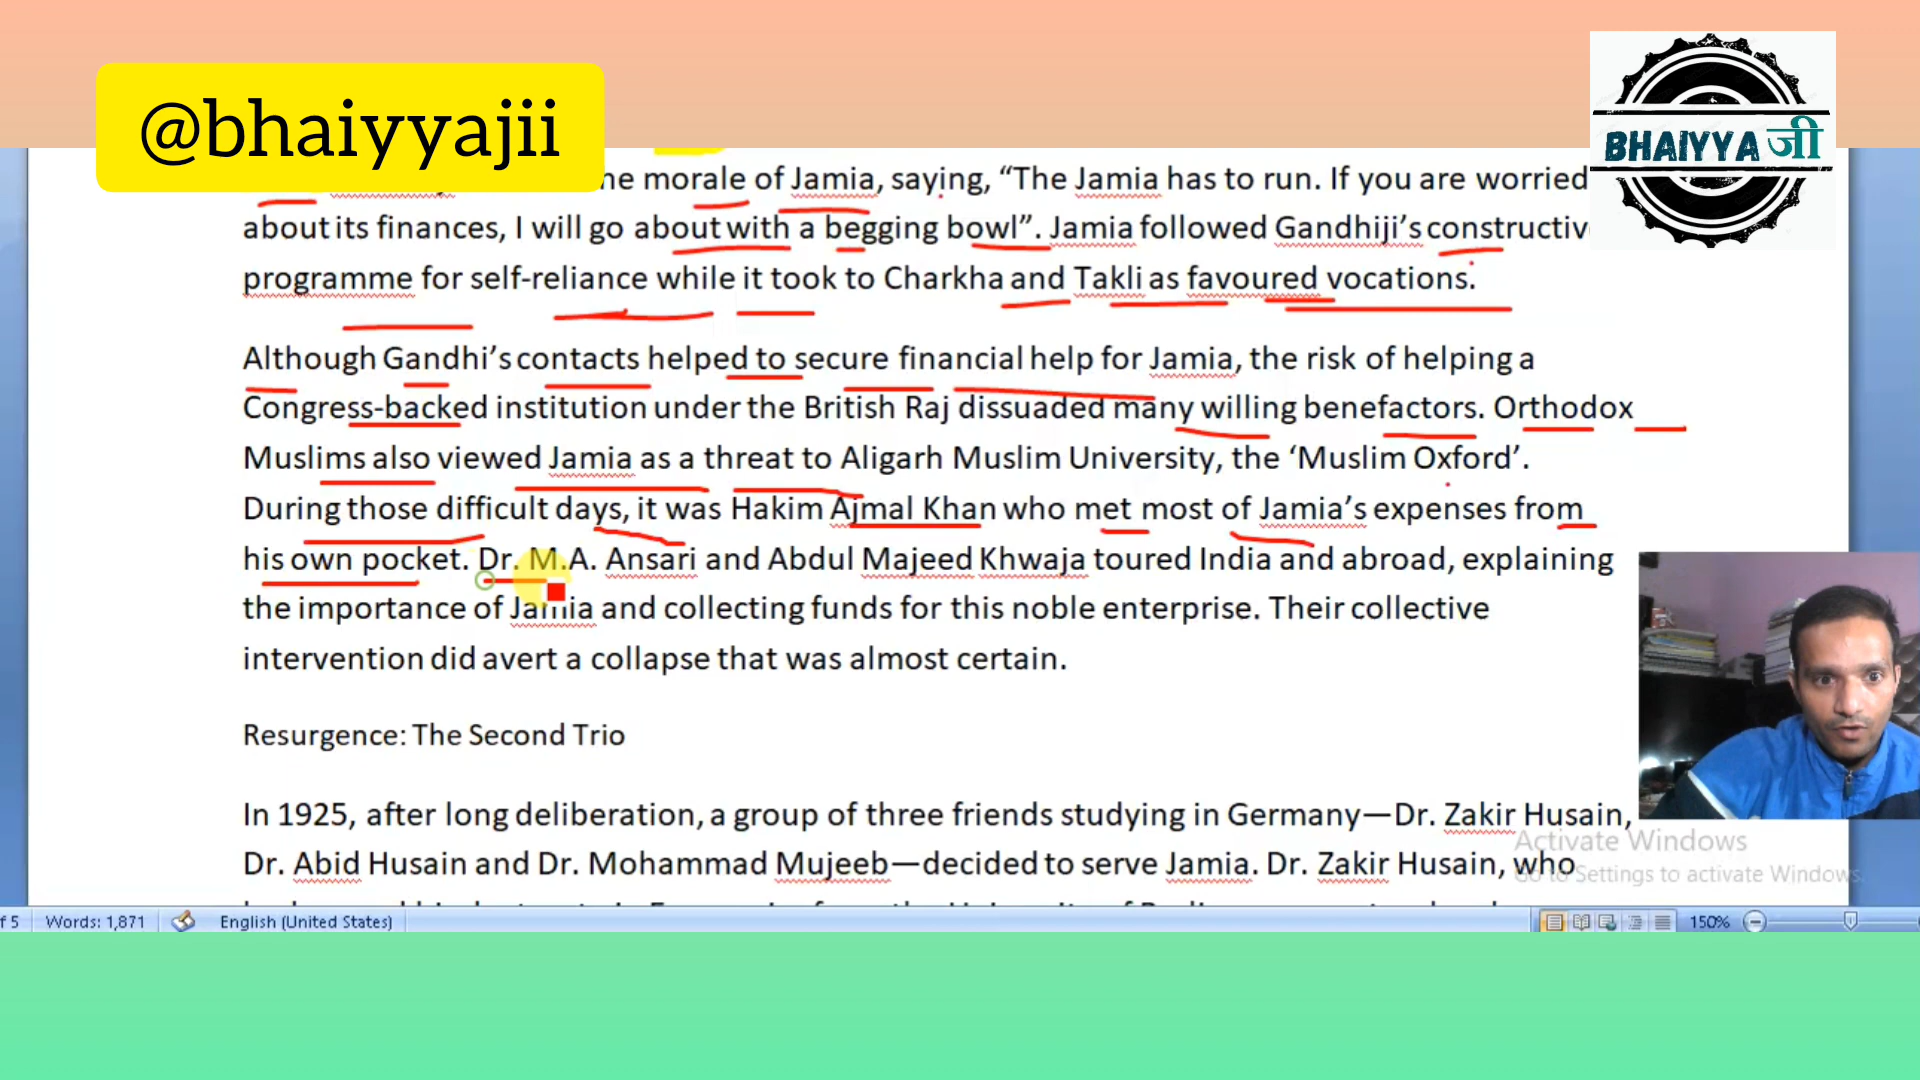 @bhaiyyajii
BHAIYYA जी
he morale of Jamia, saying, “The Jamia has to run. If you are worried
about its finances, I will go about with a begging bowl”. Jamia followed Gandhiji’s constructiv
programme for self-reliance while it took to Charkha and Takli as favoured vocations.
Although Gandhi’s contacts helped to secure financial help for Jamia, the risk of helping a
Congress-backed institution under the British Raj dissuaded many willing benefactors. Orthodox
Muslims also viewed Jamia as a threat to Aligarh Muslim University, the ‘Muslim Oxford’.
During those difficult days, it was Hakim Ajmal Khan who met most of Jamia’s expenses from
his own pocket. Dr. M.A. Ansari and Abdul Majeed Khwaja toured India and abroad, explaining
the importance of Jamia and collecting funds for this noble enterprise. Their collective
intervention did avert a collapse that was almost certain.
Resurgence: The Second Trio
In 1925, after long deliberation, a group of three friends studying in Germany—Dr. Zakir Husain,
Dr. Abid Husain and Dr. Mohammad Mujeeb—decided to serve Jamia. Dr. Zakir Husain, who
Activate Windows
Go to Settings to activate Windows.
f 5 Words: 1,871 English (United States) 150%